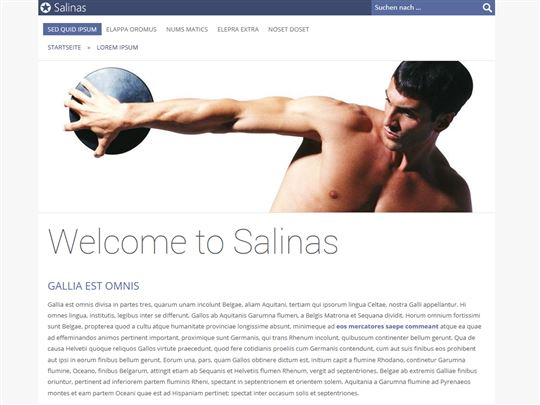 Salinas
Suchen nach ...
SED QUID IPSUM ELAPPA OROMUS NUMS MATICS ELEPRA EXTRA NOSET DOSET
STARTSEITE » LOREM IPSUM
Welcome to Salinas
GALLIA EST OMNIS
Gallia est omnis divisa in partes tres, quarum unam incolunt Belgae, aliam Aquitani, tertiam qui ipsorum lingua Celtae, nostra Galli appellantur. Hi
omnes lingua, institutis, legibus inter se differunt. Gallos ab Aquitanis Garumna flumen, a Belgis Matrona et Sequana dividit. Horum omnium fortissimi
sunt Belgae, propterea quod a cultu atque humanitate provinciae longissime absunt, minimeque ad eos mercatores saepe commeant atque ea quae
ad effeminandos animos pertinent important, proximique sunt Germanis, qui trans Rhenum incolunt, quibuscum continenter bellum gerunt. Qua de
causa Helvetii quoque reliquos Gallos virtute praecedunt, quod fere cotidianis proeliis cum Germanis contendunt, cum aut suis finibus eos prohibent
aut ipsi in eorum finibus bellum gerunt. Eorum una, pars, quam Gallos obtinere dictum est, initium capit a flumine Rhodano, continetur Garumna
flumine, Oceano, finibus Belgarum, attingit etiam ab Sequanis et Helvetiis flumen Rhenum, vergit ad septentriones. Belgae ab extremis Galliae finibus
oriuntur, pertinent ad inferiorem partem fluminis Rheni, spectant in septentrionem et orientem solem. Aquitania a Garumna flumine ad Pyrenaeos
montes et eam partem Oceani quae est ad Hispaniam pertinet; spectat inter occasum solis et septentriones.